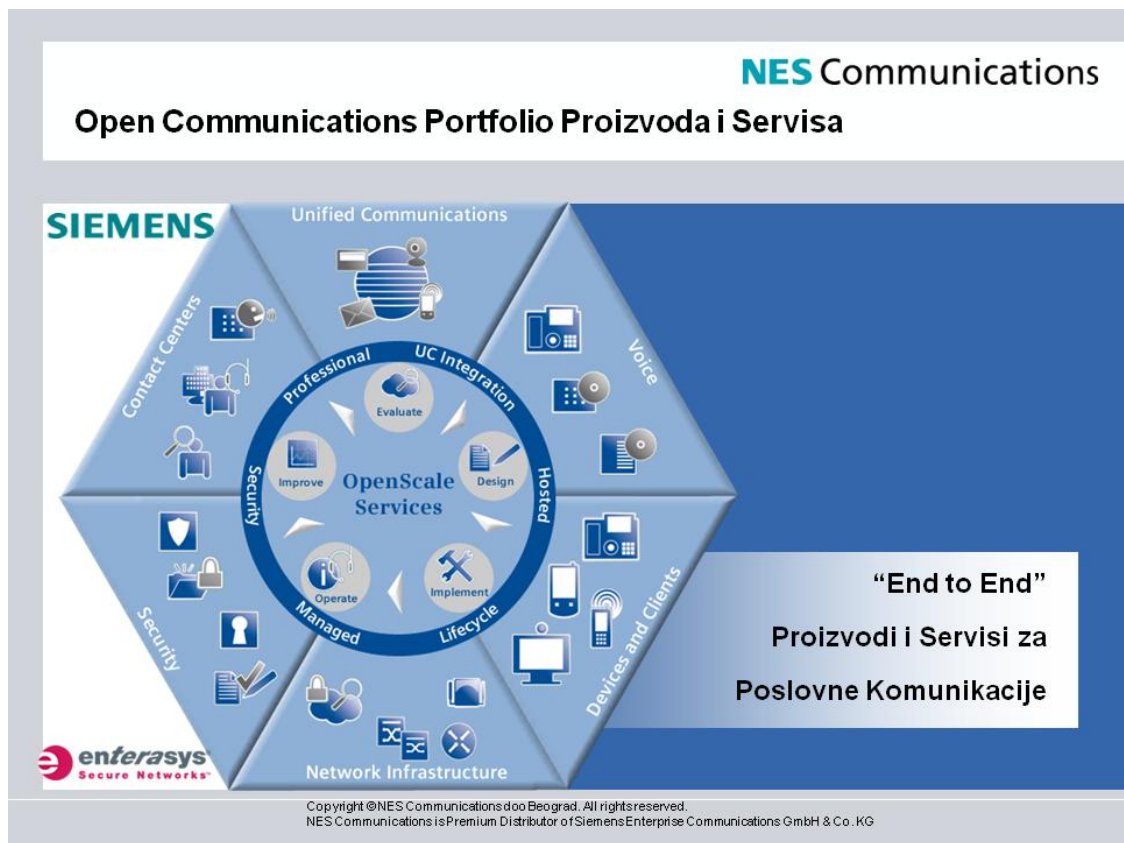 NES Communications
Open Communications Portfolio Proizvoda i Servisa
SIEMENS
Unified Communications
Contact Centers
Voice
Professional
UC Integration
Evaluate
Security
Improve
OpenScale
Services
Design
Hosted
Operate
Implement
Managed
Lifecycle
Security
Devices and Clients
Network Infrastructure
“End to End”
Proizvodi i Servisi za
Poslovne Komunikacije
enterasys
Secure Networks™
Copyright © NES Communications doo Beograd. All rights reserved.
NES Communications is Premium Distributor of Siemens Enterprise Communications GmbH & Co. KG